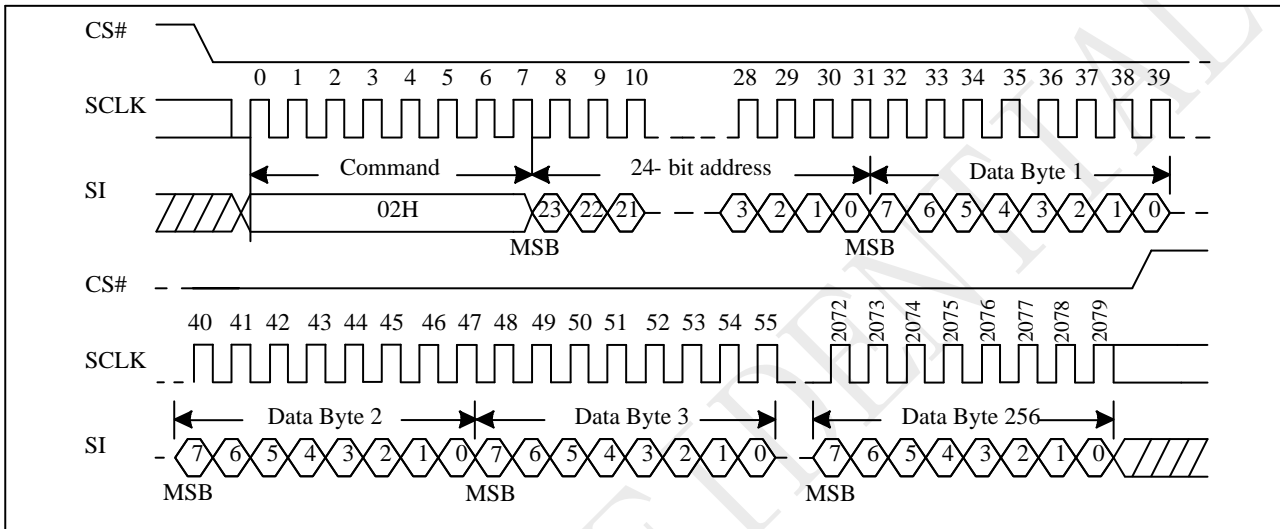 CS#
0 1 2 3 4 5 6 7 8 9 10 28 29 30 31 32 33 34 35 36 37 38 39
SCLK
Command 24- bit address Data Byte 1
SI
02H 23 22 21 3 2 1 0 7 6 5 4 3 2 1 0
MSB MSB
CS#
40 41 42 43 44 45 46 47 48 49 50 51 52 53 54 55 2072 2073 2074 2075 2076 2077 2078 2079
SCLK
Data Byte 2 Data Byte 3 Data Byte 256
SI
7 6 5 4 3 2 1 0 7 6 5 4 3 2 1 0 7 6 5 4 3 2 1 0
MSB MSB MSB
IDENTIAL